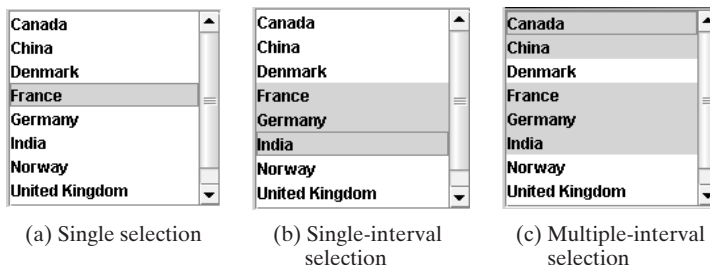 Canada
China
Denmark
France
Germany
India
Norway
United Kingdom
(a) Single selection
Canada
China
Denmark
France
Germany
India
Norway
United Kingdom
(b) Single-interval
selection
Canada
China
Denmark
France
Germany
India
Norway
United Kingdom
(c) Multiple-interval
selection